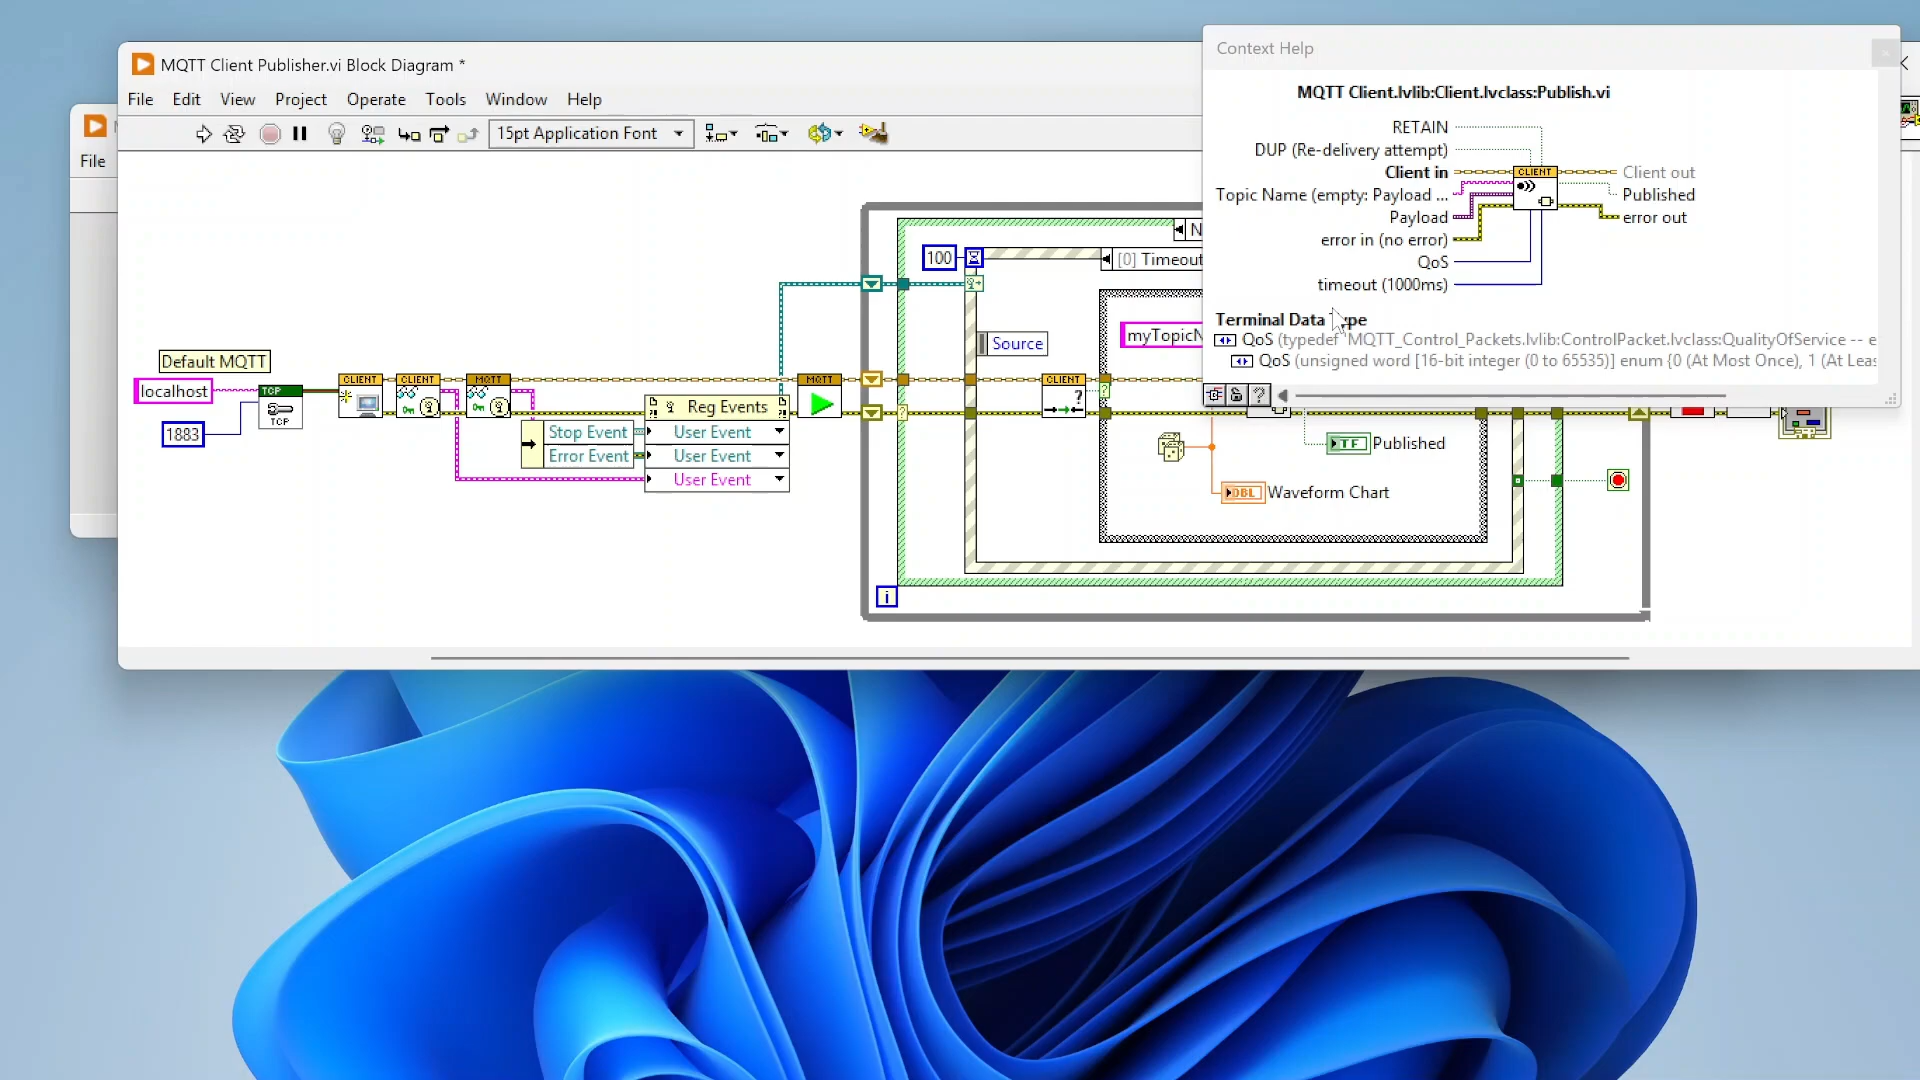 Context Help
MQTT Client Publisher.vi Block Diagram *
File Edit View Project Operate Tools Window Help
15pt Application Font
File
MQTT Client.lvlib:Client.lvclass:Publish.vi
RETAIN
DUP (Re-delivery attempt)
Client in
Topic Name (empty: Payload ...
Payload
error in (no error)
QoS
timeout (1000ms)
CLIENT
Client out
Published
error out
Terminal Data Type
QoS (typedef 'MQTT_Control_Packets.lvlib:ControlPacket.lvclass:QualityOfService -- e
QoS (unsigned word [16-bit integer (0 to 65535)] enum {0 (At Most Once), 1 (At Leas
N
100
[0] Timeout
Source
myTopicN
Default MQTT
localhost
1883
TCP
TCP
CLIENT
CLIENT
MQTT
Reg Events
Stop Event
Error Event
User Event
User Event
User Event
MQTT
CLIENT
?
TF
Published
DBL
Waveform Chart
i